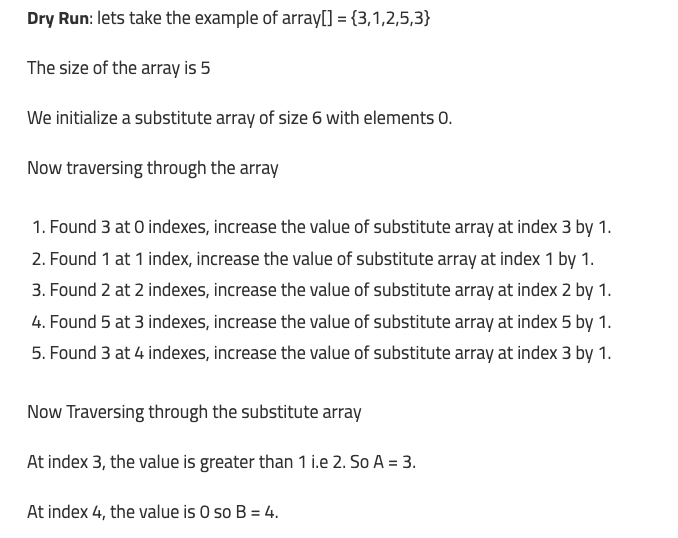 Dry Run: lets take the example of array[] = {3,1,2,5,3}
The size of the array is 5
We initialize a substitute array of size 6 with elements 0.
Now traversing through the array
1. Found 3 at 0 indexes, increase the value of substitute array at index 3 by 1.
2. Found 1 at 1 index, increase the value of substitute array at index 1 by 1.
3. Found 2 at 2 indexes, increase the value of substitute array at index 2 by 1.
4. Found 5 at 3 indexes, increase the value of substitute array at index 5 by 1.
5. Found 3 at 4 indexes, increase the value of substitute array at index 3 by 1.
Now Traversing through the substitute array
At index 3, the value is greater than 1 i.e 2. So A = 3.
At index 4, the value is 0 so B = 4.